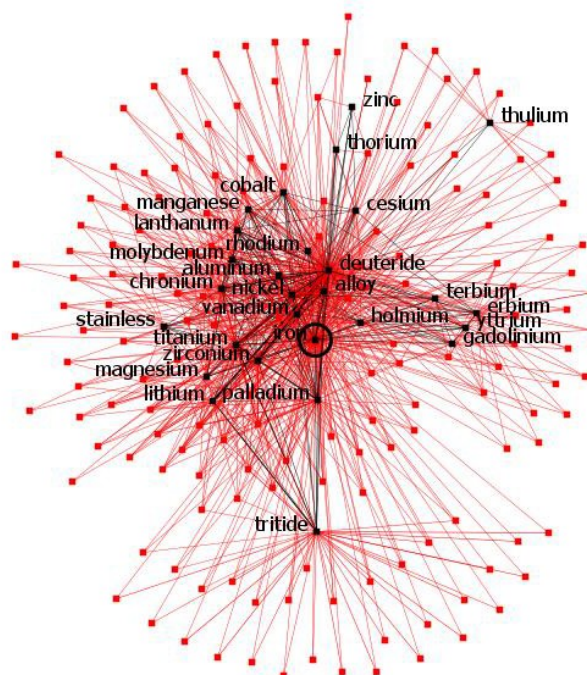 zinc
thulium
thorium
cobalt
manganese
cesium
lanthanum
rhodium
molybdenum
deuteride
aluminum
chronium
nickel
alloy
terbium
vanadium
erbium
stainless
holmium
yttrium
titanium
iron
gadolinium
zirconium
magnesium
lithium
palladium
tritide